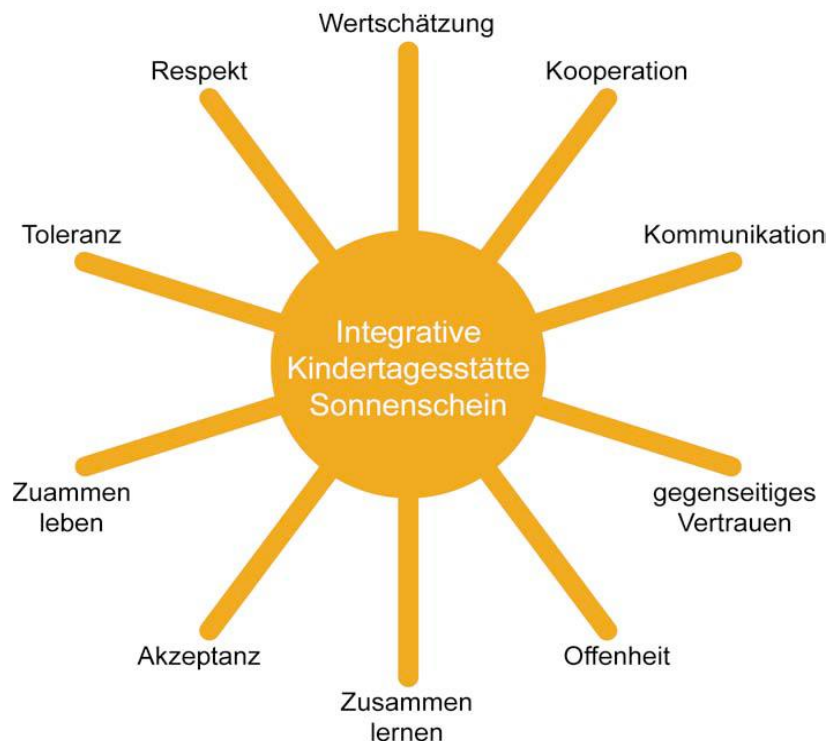 Wertschätzung
Respekt
Kooperation
Toleranz
Kommunikation
Integrative
Kindertagesstätte
Sonnenschein
Zuammen
leben
gegenseitiges
Vertrauen
Akzeptanz
Offenheit
Zusammen
lernen